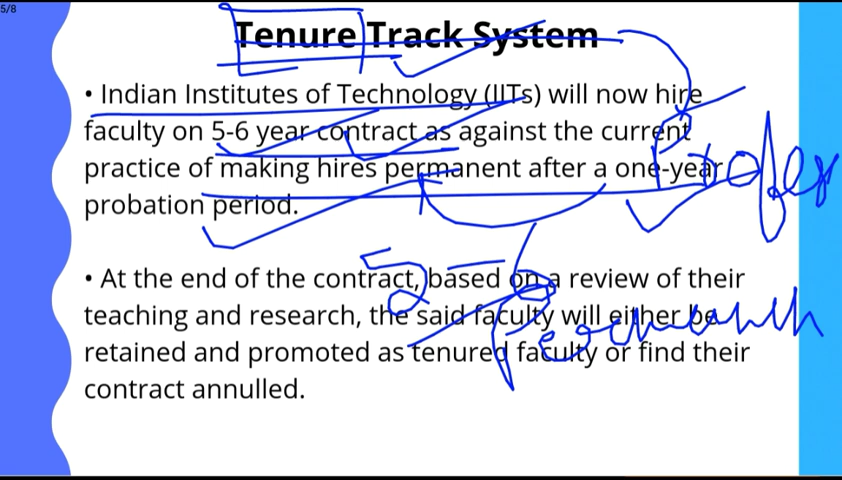 5/8
Tenure Track System
• Indian Institutes of Technology (IITs) will now hire
faculty on 5-6 year contract as against the current
practice of making hires permanent after a one-year
probation period.
• At the end of the contract, based on a review of their
teaching and research, the said faculty will either be
retained and promoted as tenured faculty or find their
contract annulled.
5-6